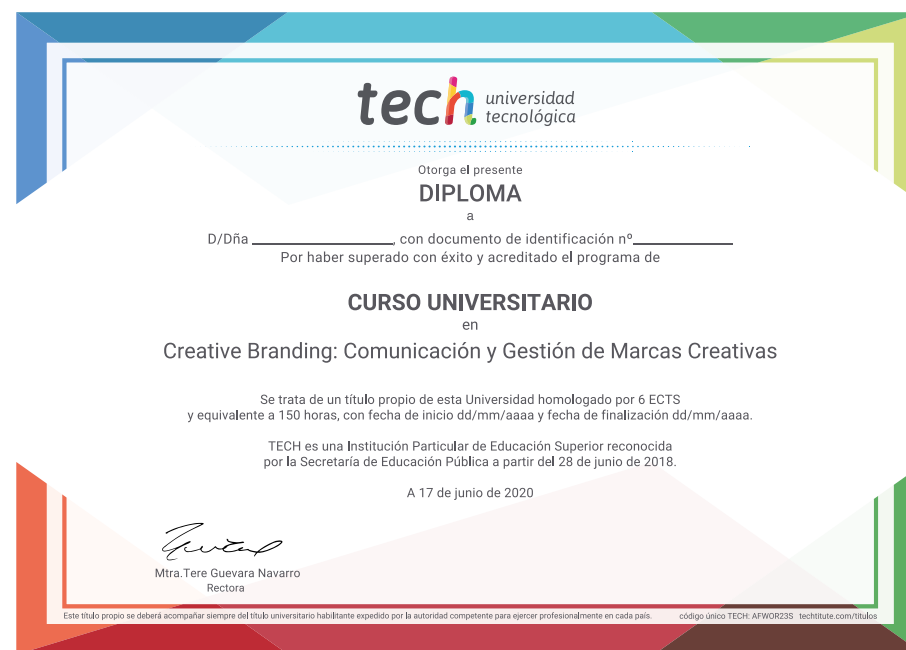 tech universidad
tecnológica
Otorga el presente
DIPLOMA
a
D/Dña ________________, con documento de identificación nº____________
Por haber superado con éxito y acreditado el programa de
CURSO UNIVERSITARIO
en
Creative Branding: Comunicación y Gestión de Marcas Creativas
Se trata de un título propio de esta Universidad homologado por 6 ECTS
y equivalente a 150 horas, con fecha de inicio dd/mm/aaaa y fecha de finalización dd/mm/aaaa.
TECH es una Institución Particular de Educación Superior reconocida
por la Secretaría de Educación Pública a partir del 28 de junio de 2018.
A 17 de junio de 2020
Mtra.Tere Guevara Navarro
Rectora
Este título propio se deberá acompañar siempre del título universitario habilitante expedido por la autoridad competente para ejercer profesionalmente en cada país. código único TECH: AFWOR23S techtitute.com/titulos